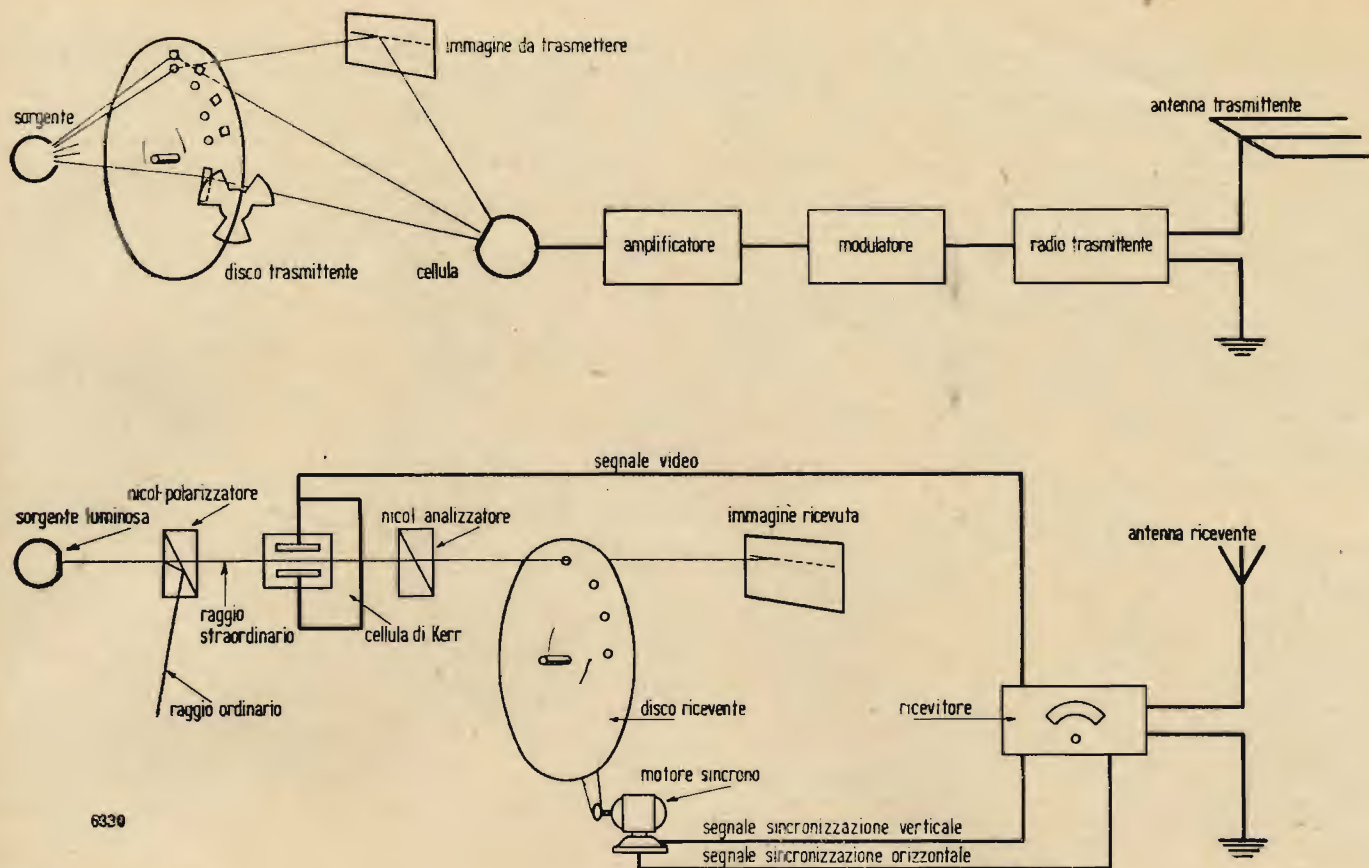 immagine da trasmettere
antenna trasmittente
sorgente
amplificatore
modulatore
radio trasmittente
disco trasmittente
cellula
segnale video
nicol-polarizzatore
sorgente luminosa
nicol analizzatore
immagine ricevuta
antenna ricevente
raggio
straordinario
cellula di Kerr
raggio ordinario
disco ricevente
ricevitore
motore sincrono
segnale sincronizzazione verticale
segnale sincronizzazione orizzontale
6330